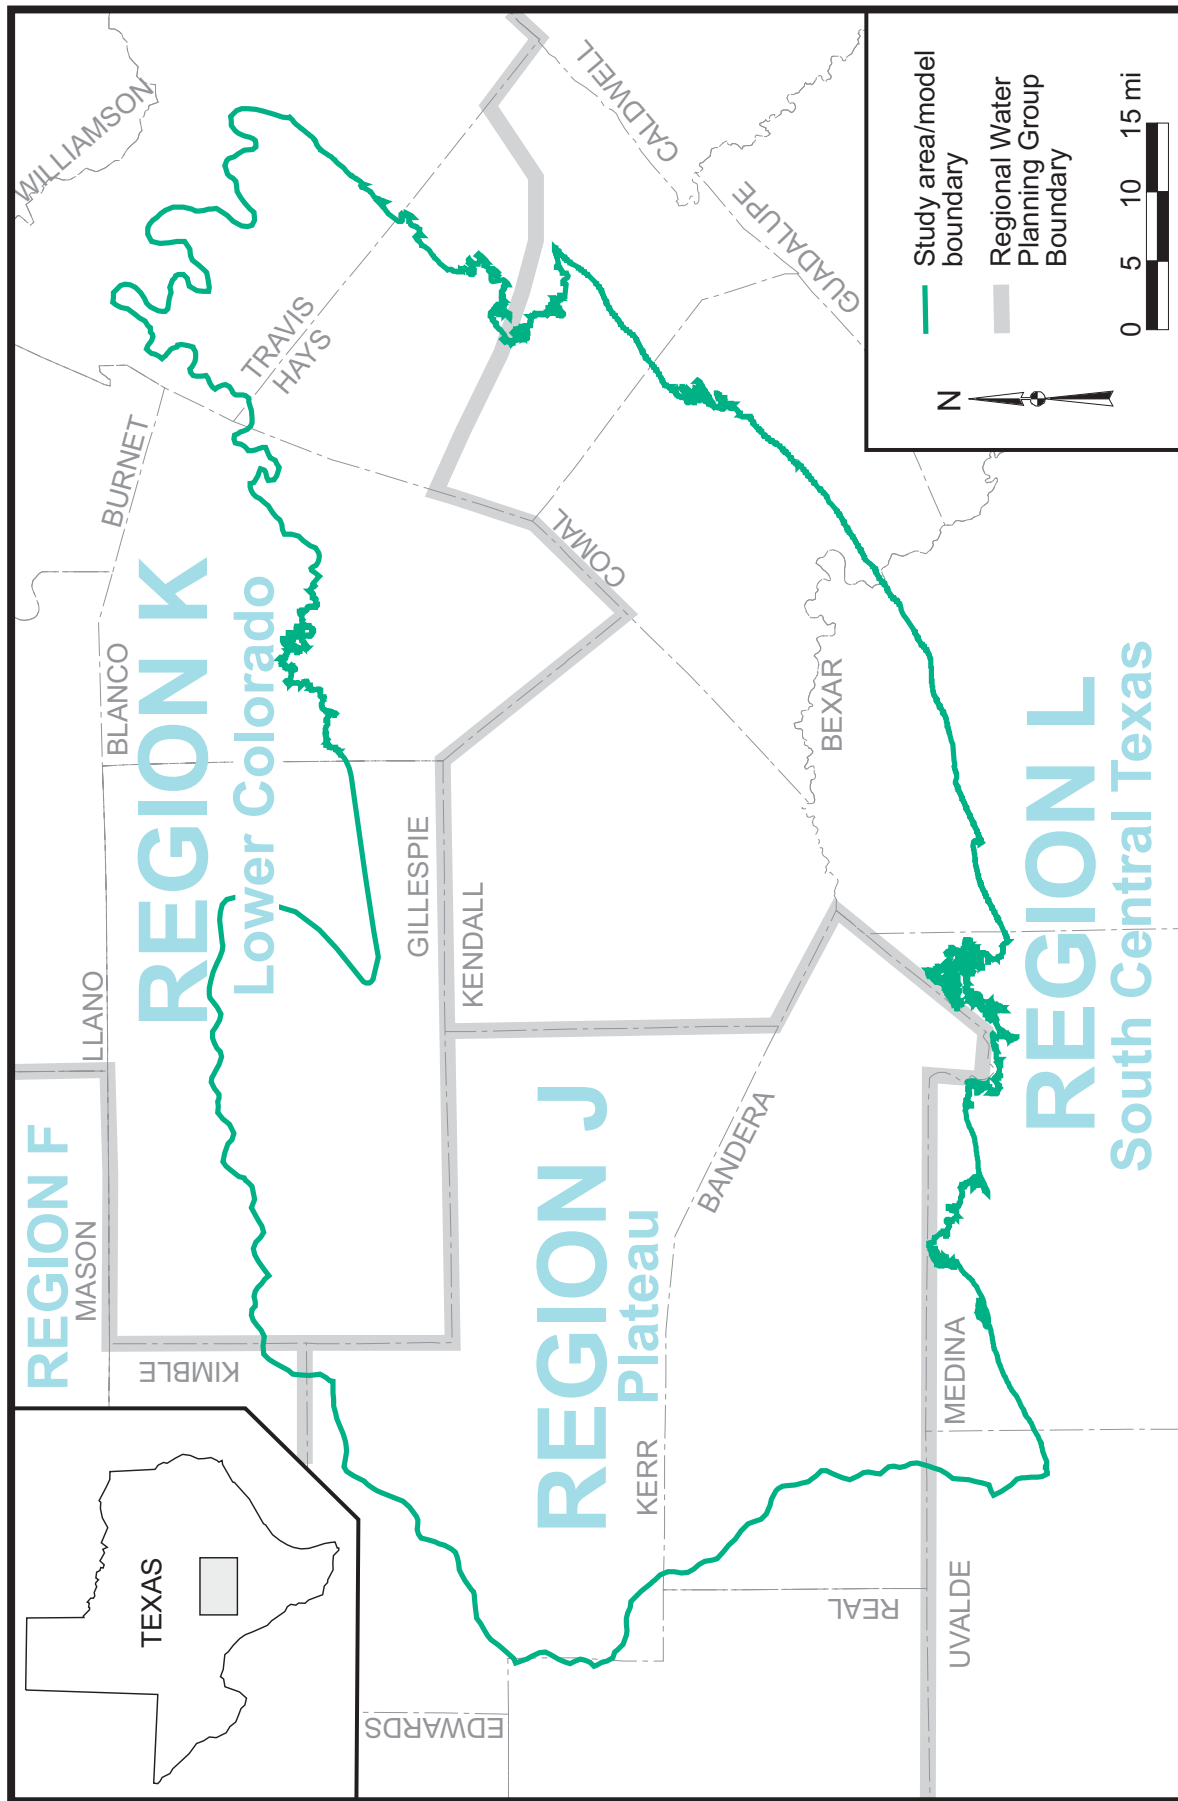 TEXAS
REGION F
MASON
LLANO
BLANCO
BURNET
WILLIAMSON
KIMBLE
REGION K
Lower Colorado
TRAVIS
HAYS
CALDWELL
EDWARDS
GILLESPIE
KENDALL
COMAL
GUADALUPE
REGION J
Plateau
KERR
BANDERA
BEXAR
REAL
UVALDE
MEDINA
REGION L
South Central Texas
N
Study area/model
boundary
Regional Water
Planning Group
Boundary
0 5 10 15 mi